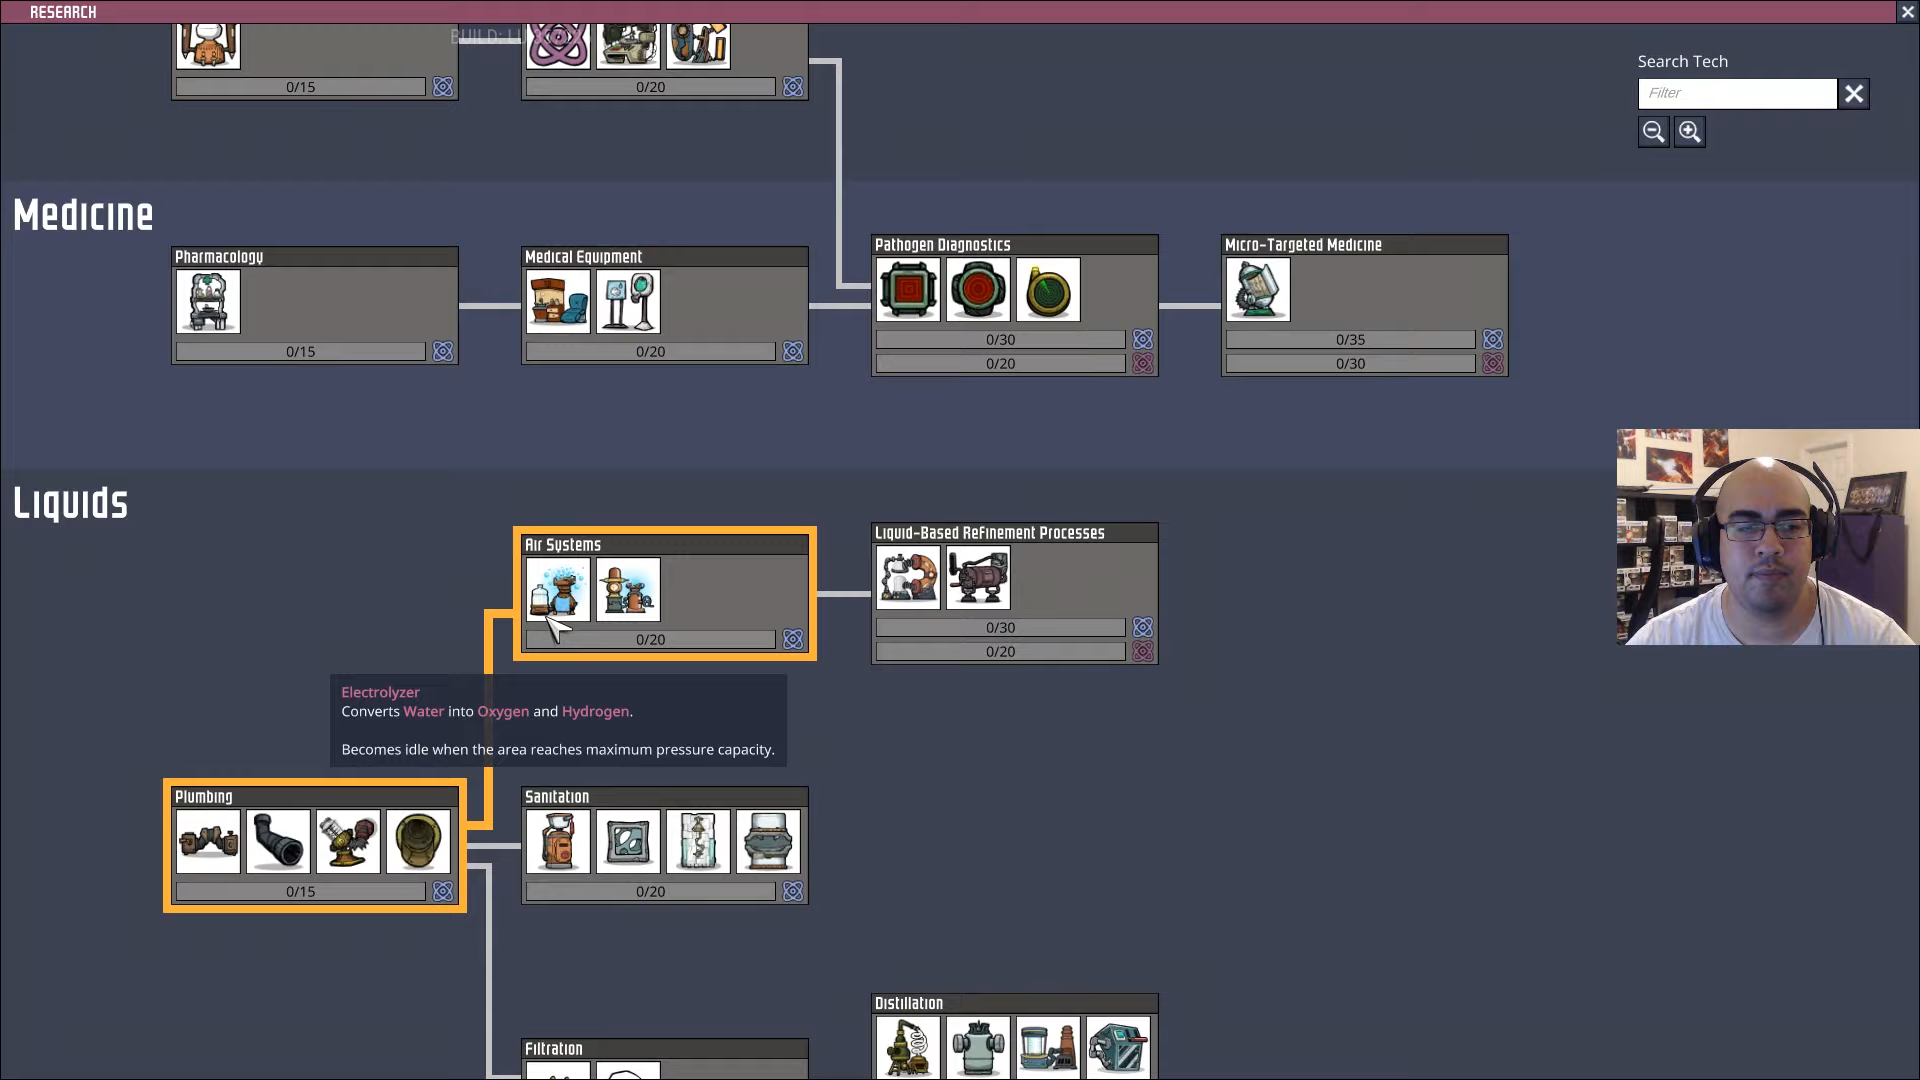 RESEARCH
BUILD: LU
Search Tech
Filter
0/15
0/20
Medicine
Pharmacology
0/15
Medical Equipment
0/20
Pathogen Diagnostics
0/30
0/20
Micro-Targeted Medicine
0/35
0/30
Liquids
Air Systems
0/20
Liquid-Based Refinement Processes
0/30
0/20
Electrolyzer
Converts Water into Oxygen and Hydrogen.
Becomes idle when the area reaches maximum pressure capacity.
Plumbing
0/15
Sanitation
0/20
Distillation
Filtration